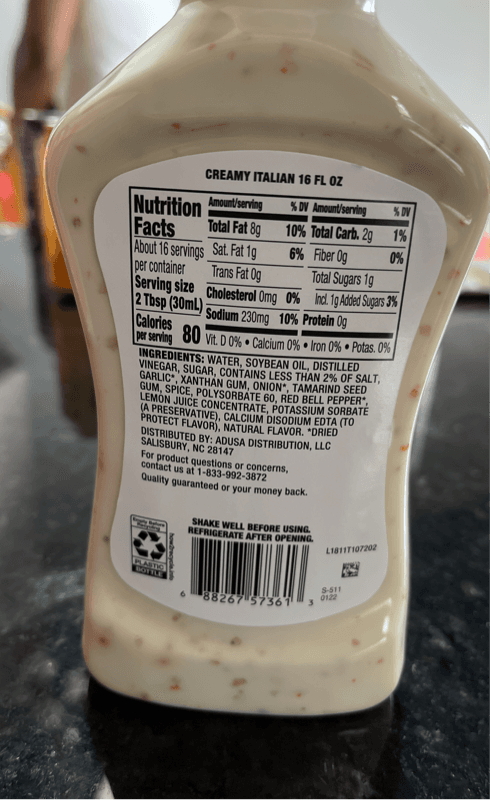 CREAMY ITALIAN 16 FL OZ
Nutrition Facts
About 16 servings
per container
Serving size
2 Tbsp (30mL)
Calories
per serving 80
Amount/serving % DV
Total Fat 8g 10%
Sat. Fat 1g 6%
Trans Fat 0g
Cholesterol 0mg 0%
Sodium 230mg 10%
Amount/serving % DV
Total Carb. 2g 1%
Fiber 0g 0%
Total Sugars 1g
Incl. 1g Added Sugars 3%
Protein 0g
Vit. D 0% • Calcium 0% • Iron 0% • Potas. 0%
INGREDIENTS: WATER, SOYBEAN OIL, DISTILLED
VINEGAR, SUGAR, CONTAINS LESS THAN 2% OF SALT,
GARLIC*, XANTHAN GUM, ONION*, TAMARIND SEED
GUM, SPICE, POLYSORBATE 60, RED BELL PEPPER*,
LEMON JUICE CONCENTRATE, POTASSIUM SORBATE
(A PRESERVATIVE), CALCIUM DISODIUM EDTA (TO
PROTECT FLAVOR), NATURAL FLAVOR. *DRIED
DISTRIBUTED BY: ADUSA DISTRIBUTION, LLC
SALISBURY, NC 28147
For product questions or concerns,
contact us at 1-833-992-3872
Quality guaranteed or your money back.
SHAKE WELL BEFORE USING.
REFRIGERATE AFTER OPENING.
Empty Before
Recycling
PLASTIC
BOTTLE
how2recycle.info
L1811T107202
S-511
0122
6 88267 57361 3